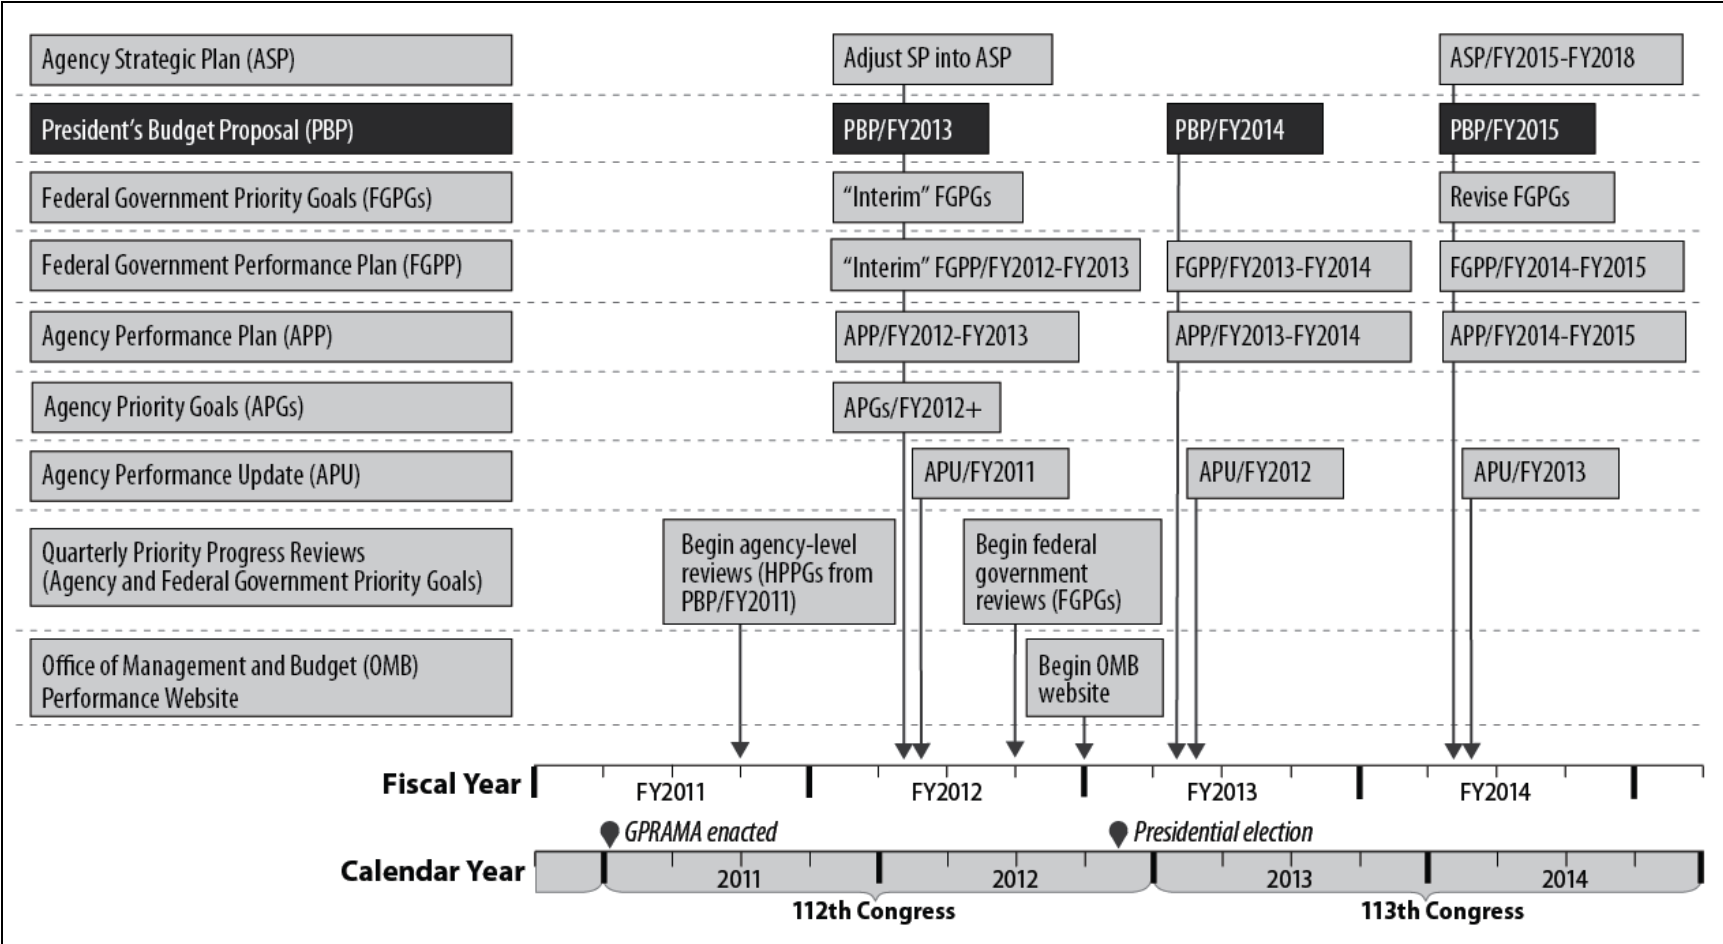 Agency Strategic Plan (ASP)
Adjust SP into ASP
ASP/FY2015-FY2018
President’s Budget Proposal (PBP)
PBP/FY2013
PBP/FY2014
PBP/FY2015
Federal Government Priority Goals (FGPGs)
“Interim” FGPGs
Revise FGPGs
Federal Government Performance Plan (FGPP)
“Interim” FGPP/FY2012-FY2013
FGPP/FY2013-FY2014
FGPP/FY2014-FY2015
Agency Performance Plan (APP)
APP/FY2012-FY2013
APP/FY2013-FY2014
APP/FY2014-FY2015
Agency Priority Goals (APGs)
APGs/FY2012+
Agency Performance Update (APU)
APU/FY2011
APU/FY2012
APU/FY2013
Quarterly Priority Progress Reviews
(Agency and Federal Government Priority Goals)
Begin agency-level
reviews (HPPGs from
PBP/FY2011)
Begin federal
government
reviews (FGPGs)
Office of Management and Budget (OMB)
Performance Website
Begin OMB
website
Fiscal Year
FY2011
FY2012
FY2013
FY2014
GPRAMA enacted
Presidential election
Calendar Year
2011
2012
2013
2014
112th Congress
113th Congress